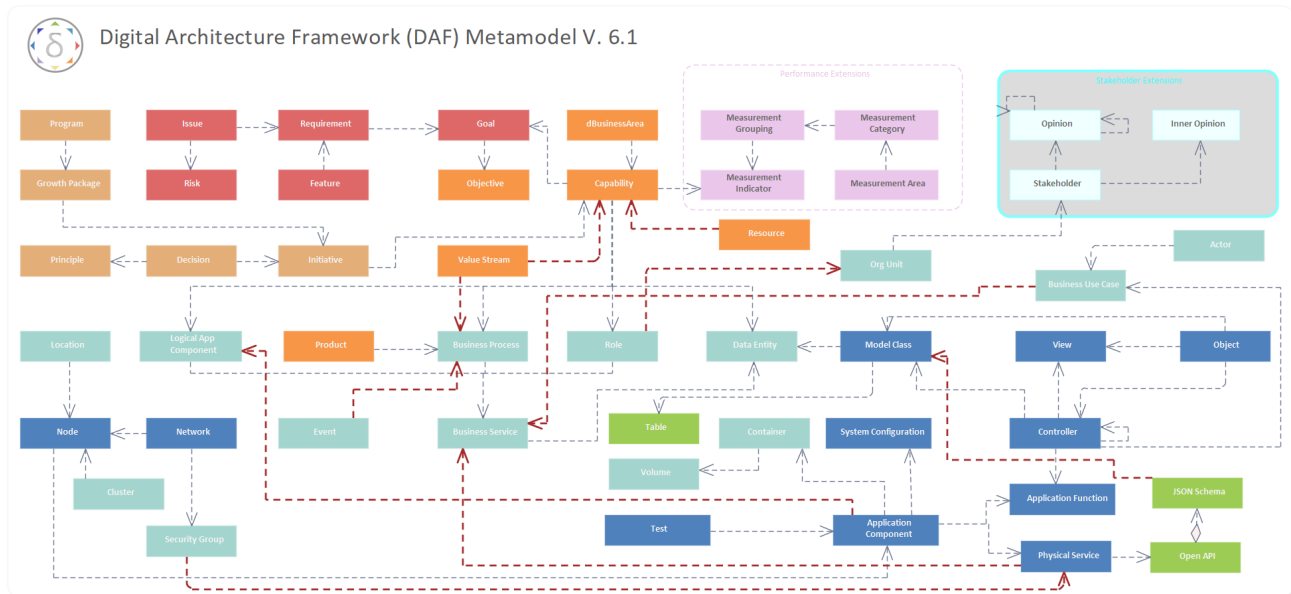 δ
Digital Architecture Framework (DAF) Metamodel V. 6.1
Performance Extensions
Stakeholder Extensions
Program
Issue
Requirement
Goal
dBusinessArea
Measurement
Grouping
Measurement
Category
Opinion
Inner Opinion
Growth Package
Risk
Feature
Objective
Capability
Measurement
Indicator
Measurement Area
Stakeholder
Resource
Actor
Principle
Decision
Initiative
Value Stream
Org Unit
Business Use Case
Location
Logical App
Component
Product
Business Process
Role
Data Entity
Model Class
View
Object
Node
Network
Event
Business Service
Table
Container
System Configuration
Controller
Volume
Cluster
Application Function
JSON Schema
Security Group
Test
Application
Component
Physical Service
Open API